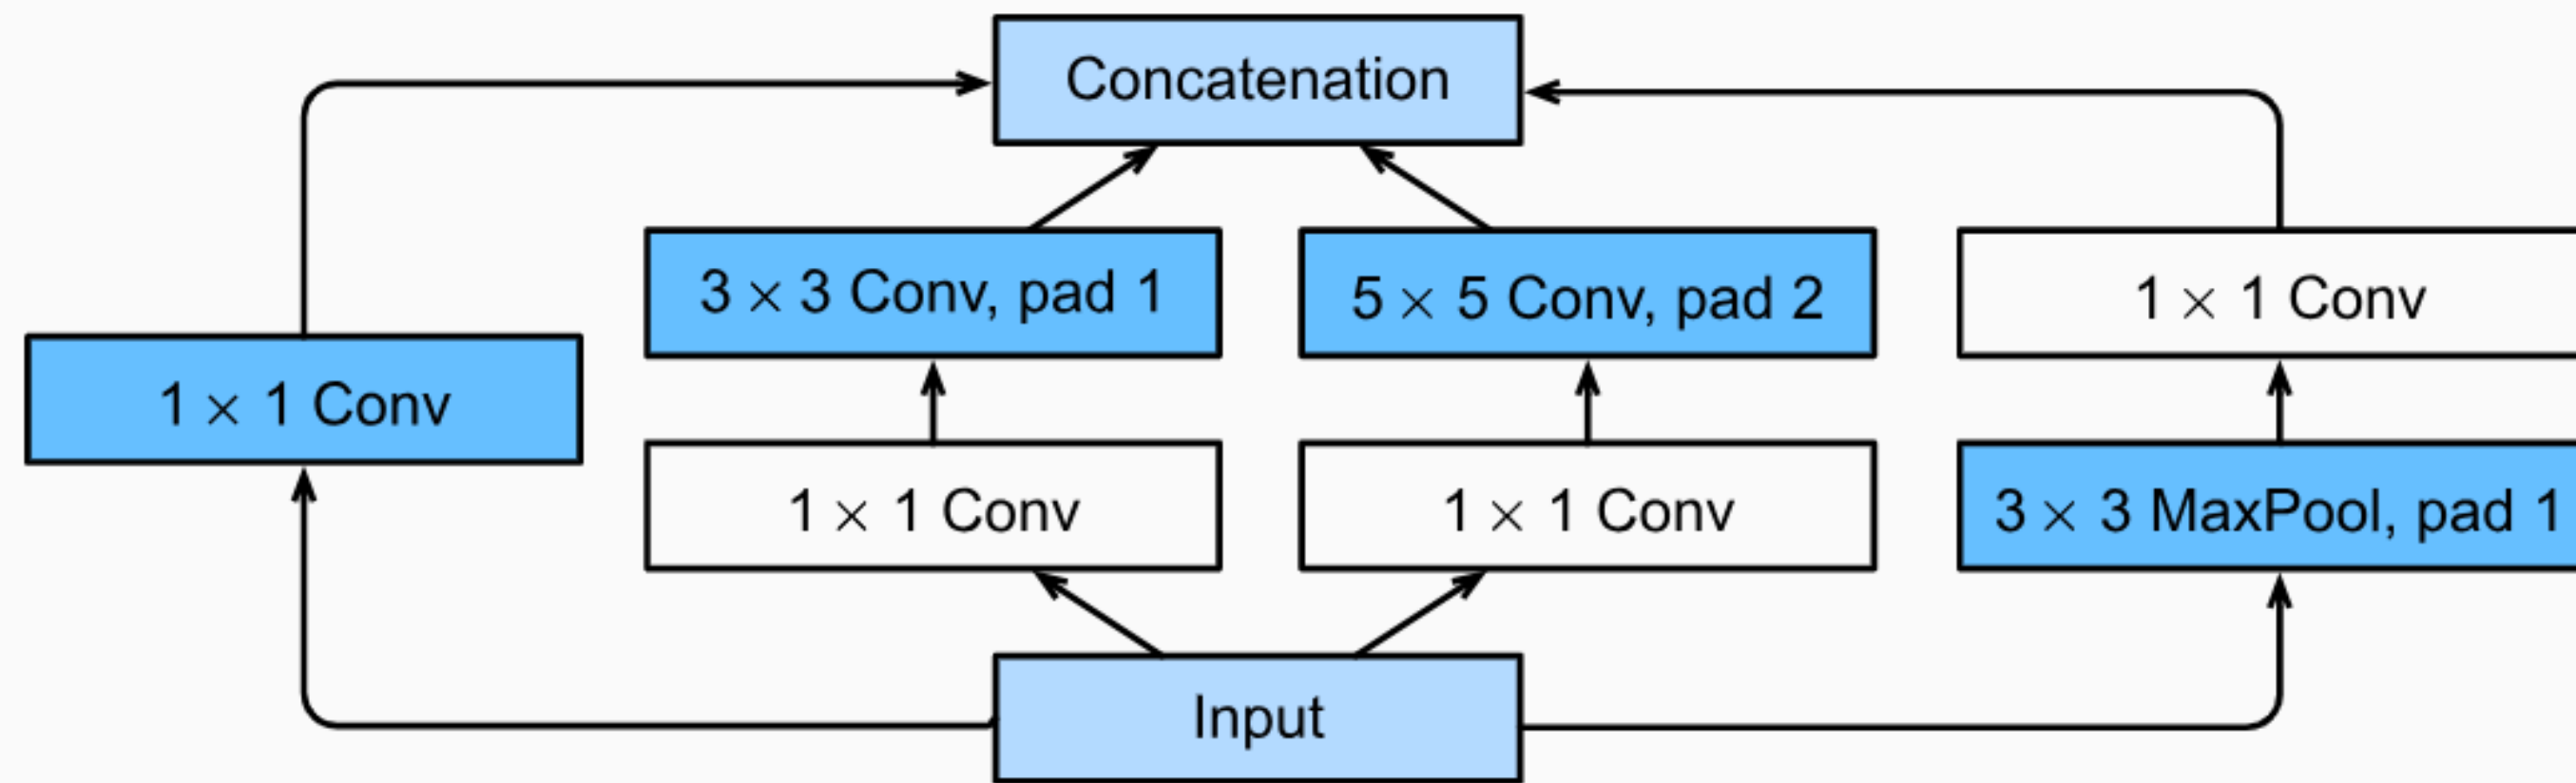 Concatenation
3 × 3 Conv, pad 1
5 × 5 Conv, pad 2
1 × 1 Conv
1 × 1 Conv
1 × 1 Conv
1 × 1 Conv
3 × 3 MaxPool, pad 1
Input